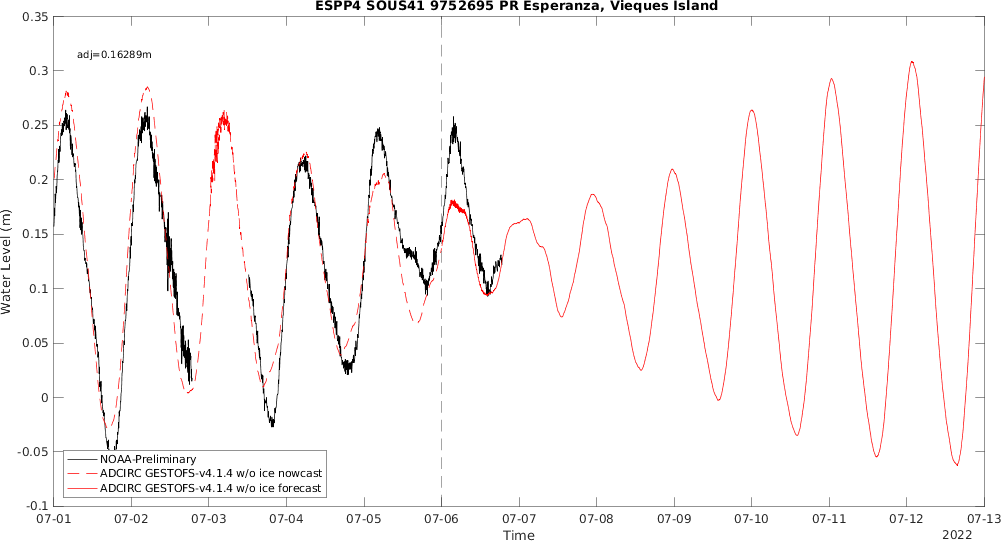 ESPP4 SOUS41 9752695 PR Esperanza, Vieques Island
0.35
adj=0.16289m
0.3
0.25
0.2
0.15
0.1
0.05
0
-0.05
-0.1
Water Level (m)
NOAA-Preliminary
ADCIRC GESTOFS-v4.1.4 w/o ice nowcast
ADCIRC GESTOFS-v4.1.4 w/o ice forecast
07-01 07-02 07-03 07-04 07-05 07-06 07-07 07-08 07-09 07-10 07-11 07-12 07-13
Time
2022